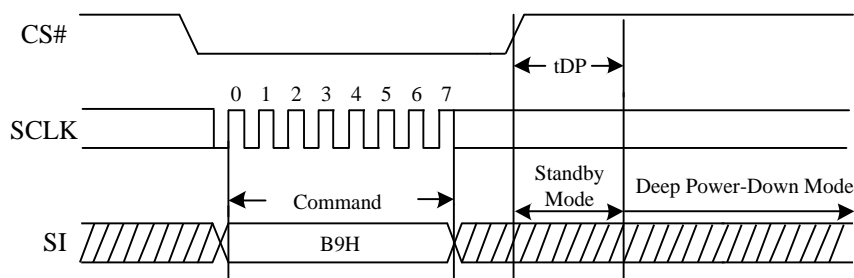 CS#
tDP
0 1 2 3 4 5 6 7
SCLK
Standby
Mode
Deep Power-Down Mode
Command
SI
B9H